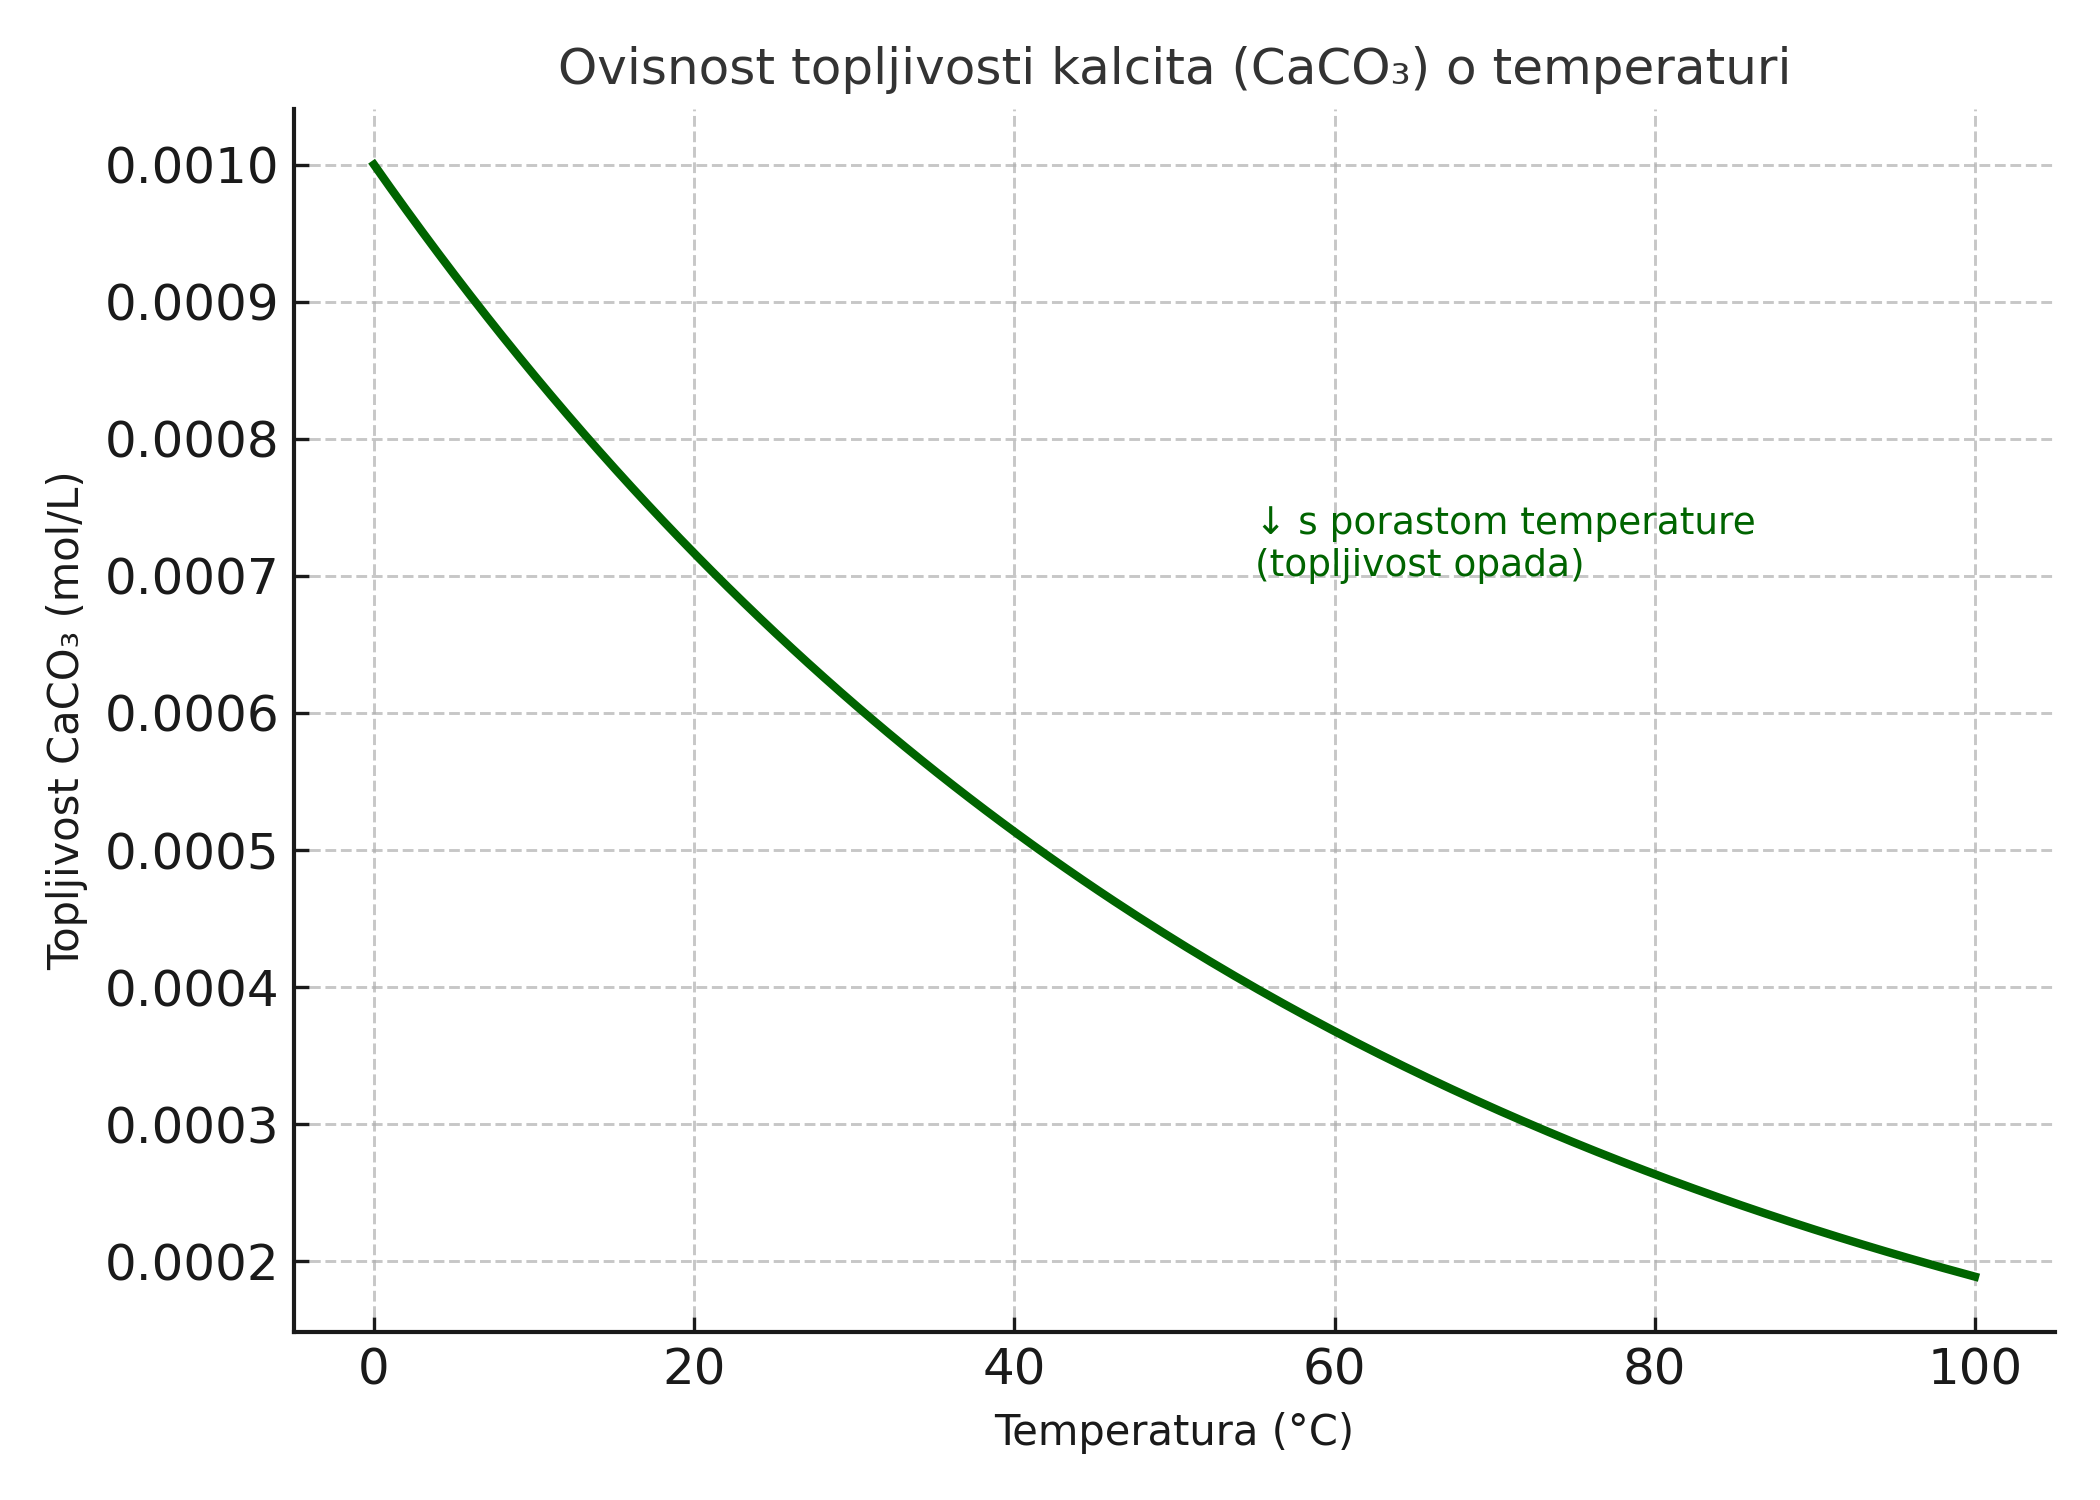 Ovisnost topljivosti kalcita (CaCO₃) o temperaturi
Topljivost CaCO₃ (mol/L)
0.0010
0.0009
0.0008
0.0007
0.0006
0.0005
0.0004
0.0003
0.0002
↓ s porastom temperature
(topljivost opada)
0 20 40 60 80 100
Temperatura (°C)